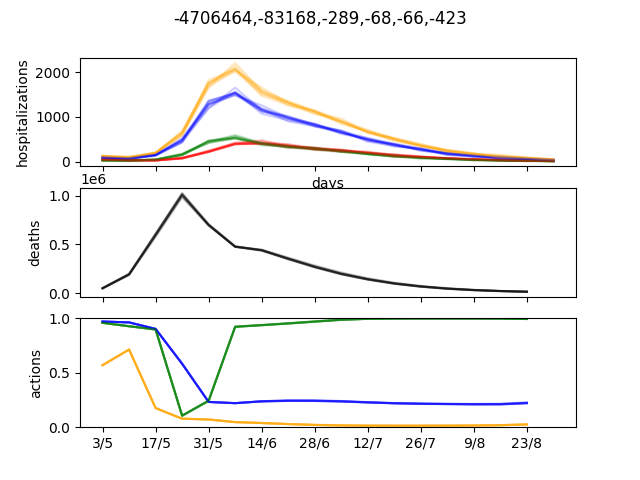 -4706464,-83168,-289,-68,-66,-423
hospitalizations
2000
1000
0
days
1e6
deaths
1.0
0.5
0.0
actions
1.0
0.5
0.0
3/5 17/5 31/5 14/6 28/6 12/7 26/7 9/8 23/8